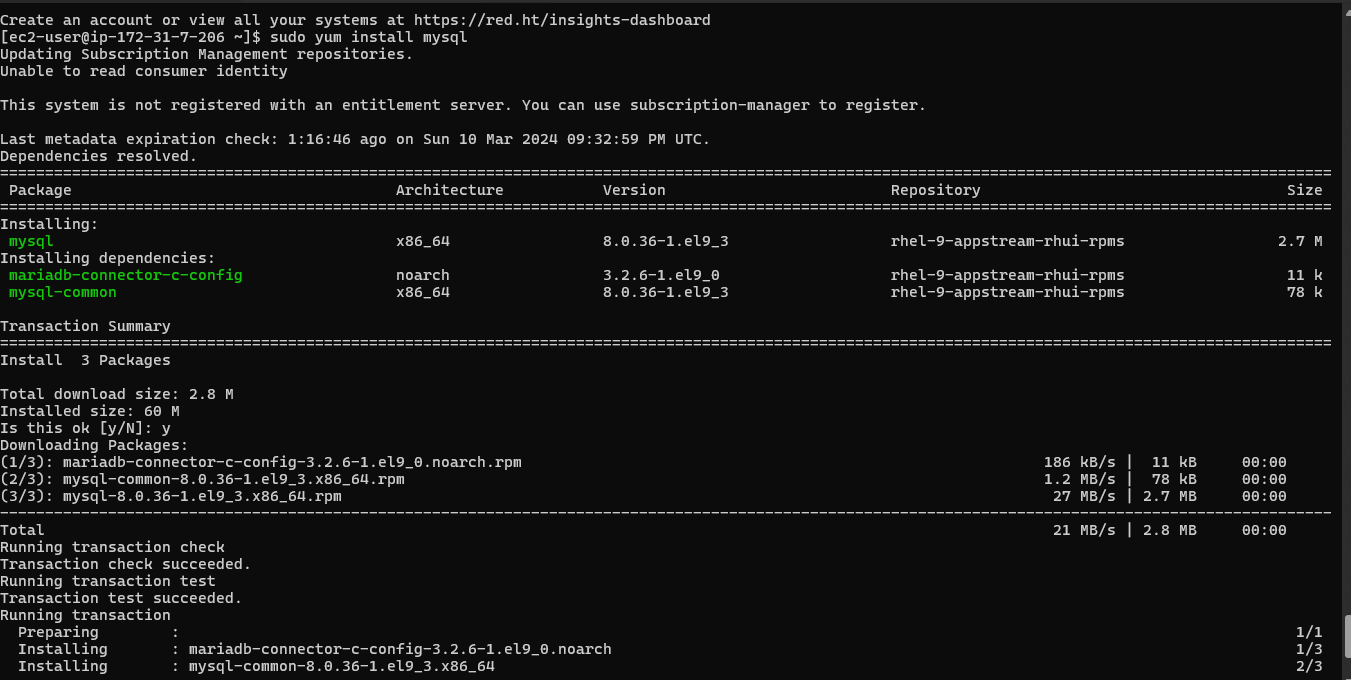 Create an account or view all your systems at https://red.ht/insights-dashboard
[ec2-user@ip-172-31-7-206 ~]$ sudo yum install mysql
Updating Subscription Management repositories.
Unable to read consumer identity

This system is not registered with an entitlement server. You can use subscription-manager to register.

Last metadata expiration check: 1:16:46 ago on Sun 10 Mar 2024 09:32:59 PM UTC.
Dependencies resolved.
================================================================================
 Package Architecture Version Repository Size
================================================================================
Installing:
 mysql x86_64 8.0.36-1.el9_3 rhel-9-appstream-rhui-rpms 2.7 M
Installing dependencies:
 mariadb-connector-c-config noarch 3.2.6-1.el9_0 rhel-9-appstream-rhui-rpms 11 k
 mysql-common x86_64 8.0.36-1.el9_3 rhel-9-appstream-rhui-rpms 78 k

Transaction Summary
================================================================================
Install  3 Packages

Total download size: 2.8 M
Installed size: 60 M
Is this ok [y/N]: y
Downloading Packages:
(1/3): mariadb-connector-c-config-3.2.6-1.el9_0.noarch.rpm 186 kB/s | 11 kB 00:00
(2/3): mysql-common-8.0.36-1.el9_3.x86_64.rpm 1.2 MB/s | 78 kB 00:00
(3/3): mysql-8.0.36-1.el9_3.x86_64.rpm 27 MB/s | 2.7 MB 00:00
--------------------------------------------------------------------------------
Total 21 MB/s | 2.8 MB 00:00
Running transaction check
Transaction check succeeded.
Running transaction test
Transaction test succeeded.
Running transaction
  Preparing : 1/1
  Installing : mariadb-connector-c-config-3.2.6-1.el9_0.noarch 1/3
  Installing : mysql-common-8.0.36-1.el9_3.x86_64 2/3